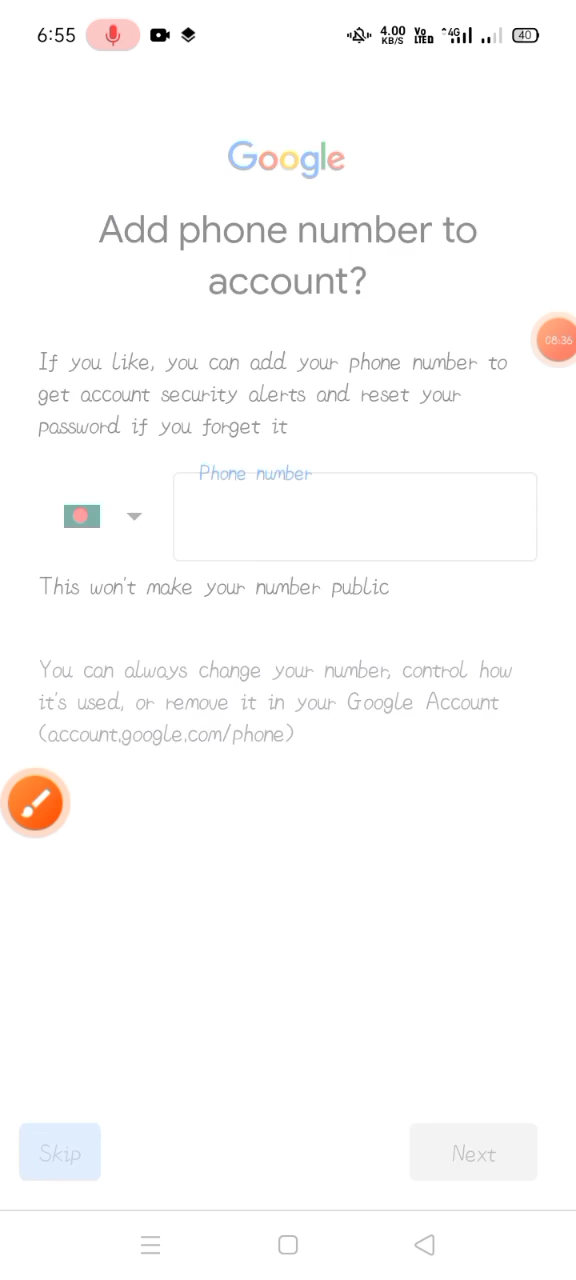 6:55
4.00
KB/S
Vo
LTED
4G
40
Google
Add phone number to
account?
08:36
If you like, you can add your phone number to
get account security alerts and reset your
password if you forget it
Phone number
This won't make your number public
You can always change your number, control how
it's used, or remove it in your Google Account
(account.google.com/phone)
Skip
Next